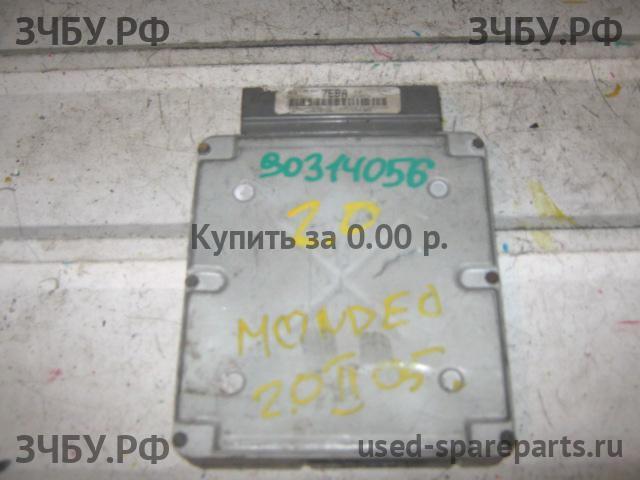 ЗЧБУ.РФ
ЗЧБУ.РФ
7EBA
30314056
2.0
Купить за 0.00 р.
MONDEO
2.0 II 05.
ЗЧБУ.РФ
used-spareparts.ru